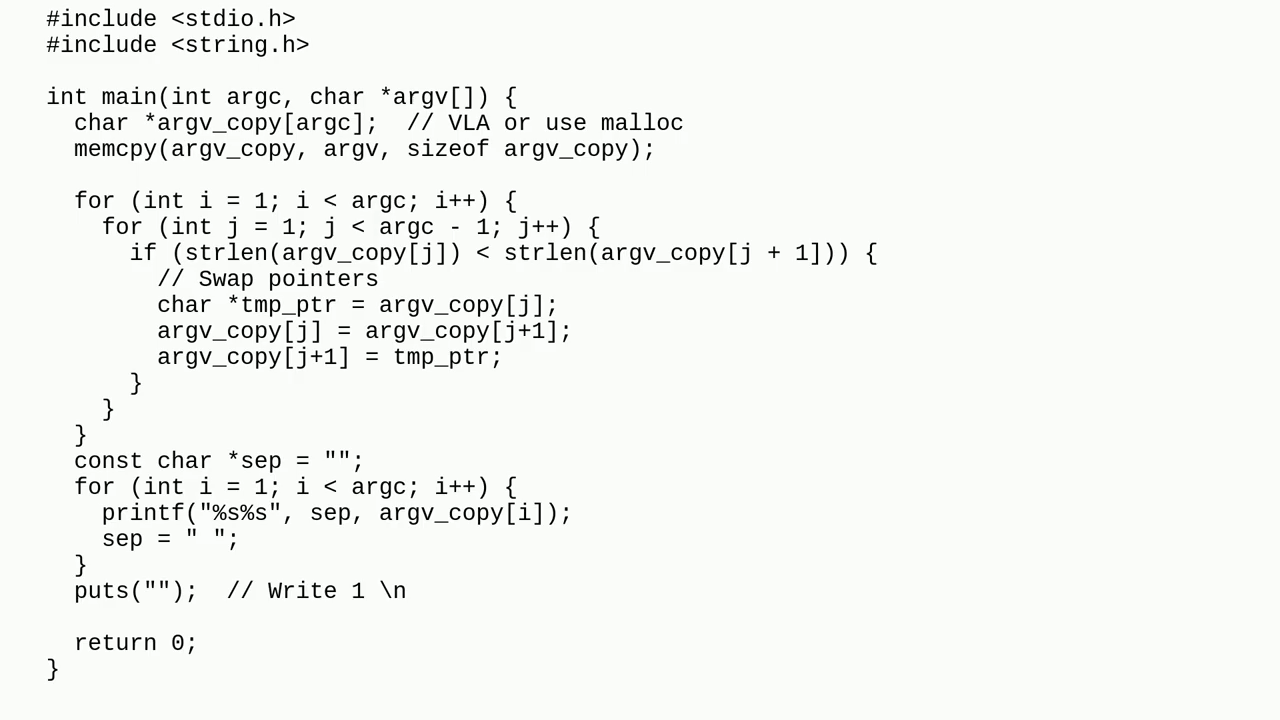 #include <stdio.h>
#include <string.h>

int main(int argc, char *argv[]) {
  char *argv_copy[argc];  // VLA or use malloc
  memcpy(argv_copy, argv, sizeof argv_copy);

  for (int i = 1; i < argc; i++) {
    for (int j = 1; j < argc - 1; j++) {
      if (strlen(argv_copy[j]) < strlen(argv_copy[j + 1])) {
        // Swap pointers
        char *tmp_ptr = argv_copy[j];
        argv_copy[j] = argv_copy[j+1];
        argv_copy[j+1] = tmp_ptr;
      }
    }
  }
  const char *sep = "";
  for (int i = 1; i < argc; i++) {
    printf("%s%s", sep, argv_copy[i]);
    sep = " ";
  }
  puts("");  // Write 1 \n

  return 0;
}